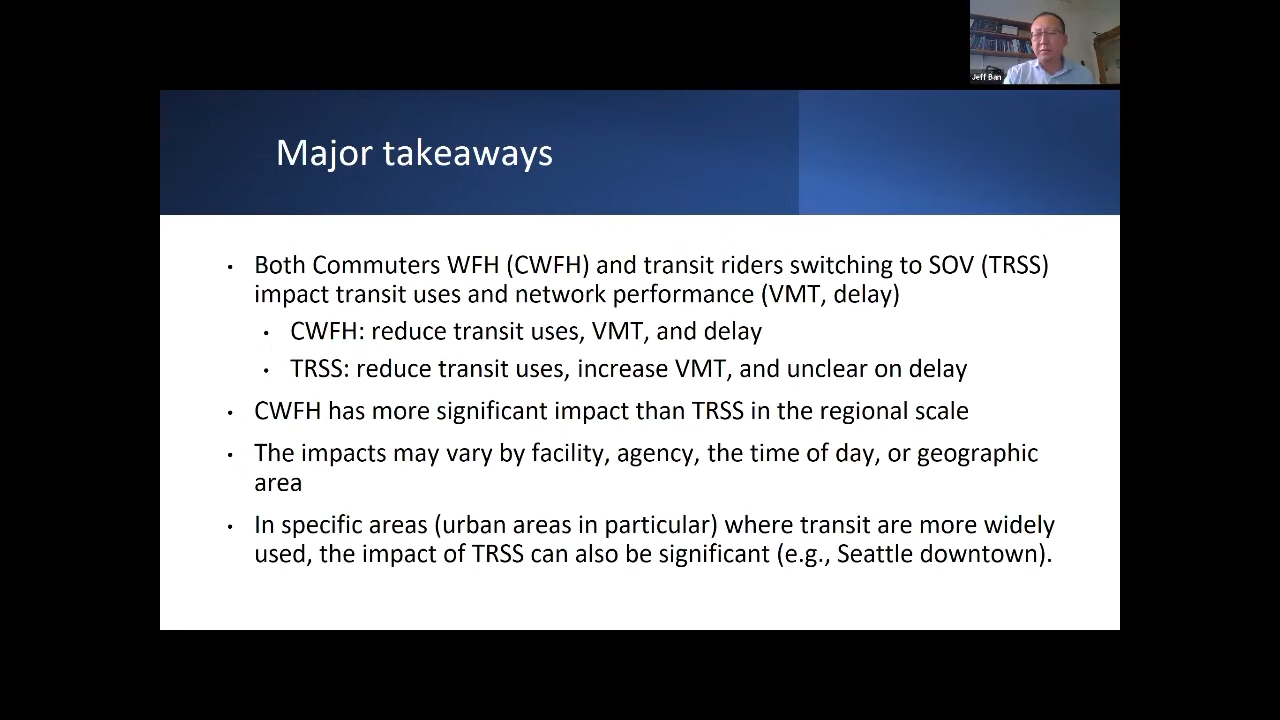 Jeff Ban
Major takeaways
• Both Commuters WFH (CWFH) and transit riders switching to SOV (TRSS)
impact transit uses and network performance (VMT, delay)
• CWFH: reduce transit uses, VMT, and delay
• TRSS: reduce transit uses, increase VMT, and unclear on delay
• CWFH has more significant impact than TRSS in the regional scale
• The impacts may vary by facility, agency, the time of day, or geographic
area
• In specific areas (urban areas in particular) where transit are more widely
used, the impact of TRSS can also be significant (e.g., Seattle downtown).